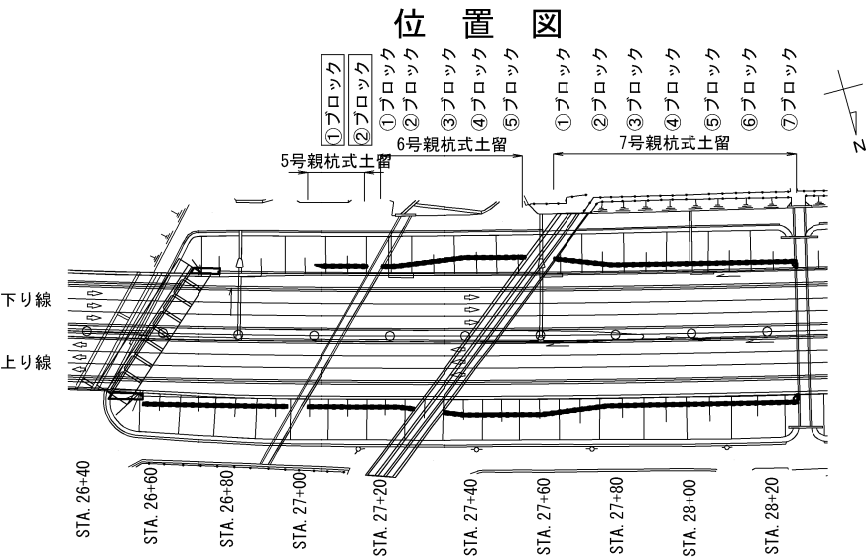 位置図
①ブロック
②ブロック
①ブロック
②ブロック
③ブロック
④ブロック
⑤ブロック
①ブロック
②ブロック
③ブロック
④ブロック
⑤ブロック
⑥ブロック
⑦ブロック
5号親杭式土留
6号親杭式土留
7号親杭式土留
N
下り線
上り線
STA. 26+40
STA. 26+60
STA. 26+80
STA. 27+00
STA. 27+20
STA. 27+40
STA. 27+60
STA. 27+80
STA. 28+00
STA. 28+20